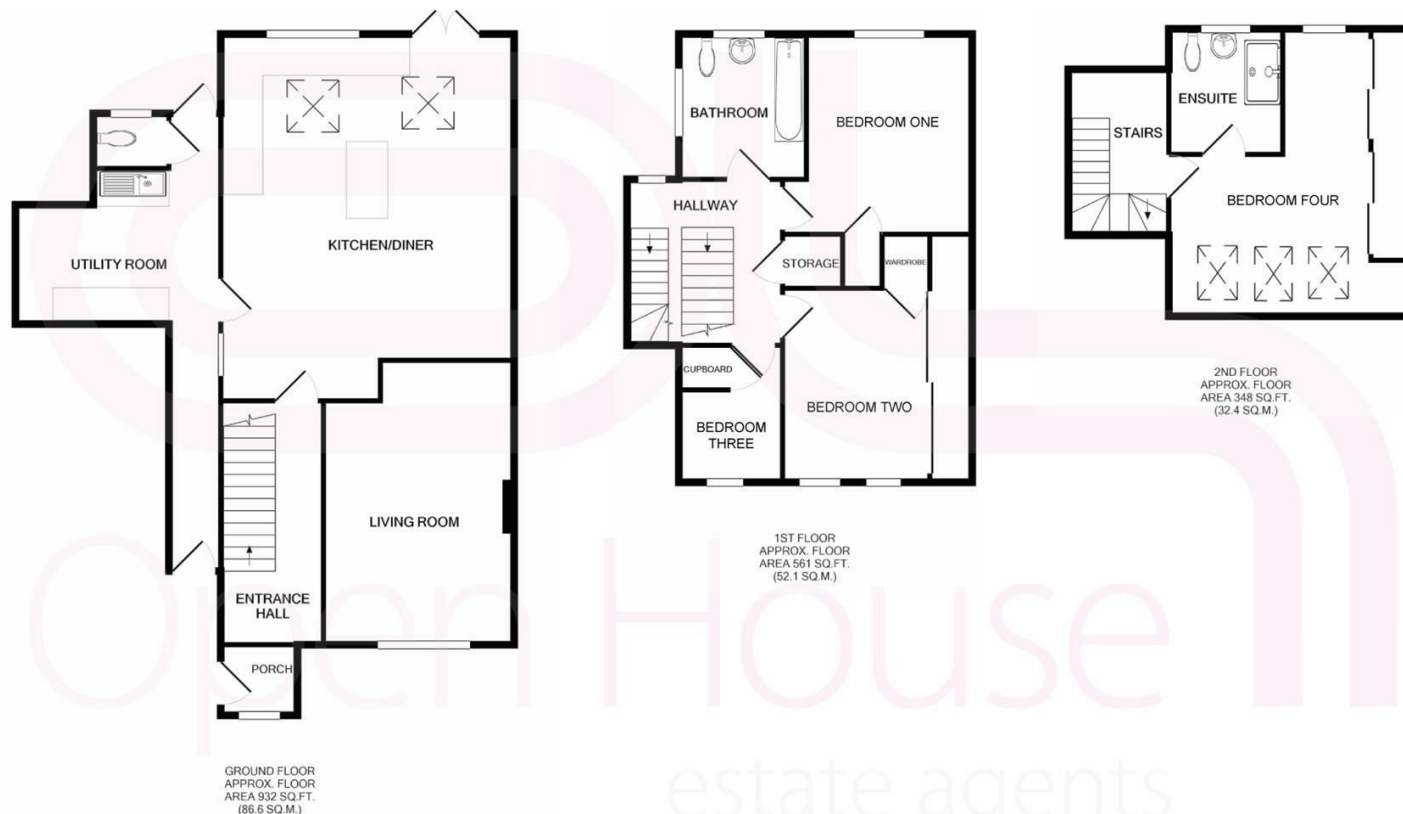 KITCHEN/DINER
UTILITY ROOM
LIVING ROOM
ENTRANCE
HALL
PORCH
GROUND FLOOR
APPROX. FLOOR
AREA 932 SQ.FT.
(86.6 SQ.M.)
BATHROOM
BEDROOM ONE
HALLWAY
STORAGE
WARDROBE
CUPBOARD
BEDROOM TWO
BEDROOM
THREE
1ST FLOOR
APPROX. FLOOR
AREA 561 SQ.FT.
(52.1 SQ.M.)
ENSUITE
STAIRS
BEDROOM FOUR
2ND FLOOR
APPROX. FLOOR
AREA 348 SQ.FT.
(32.4 SQ.M.)
Open House
estate agents